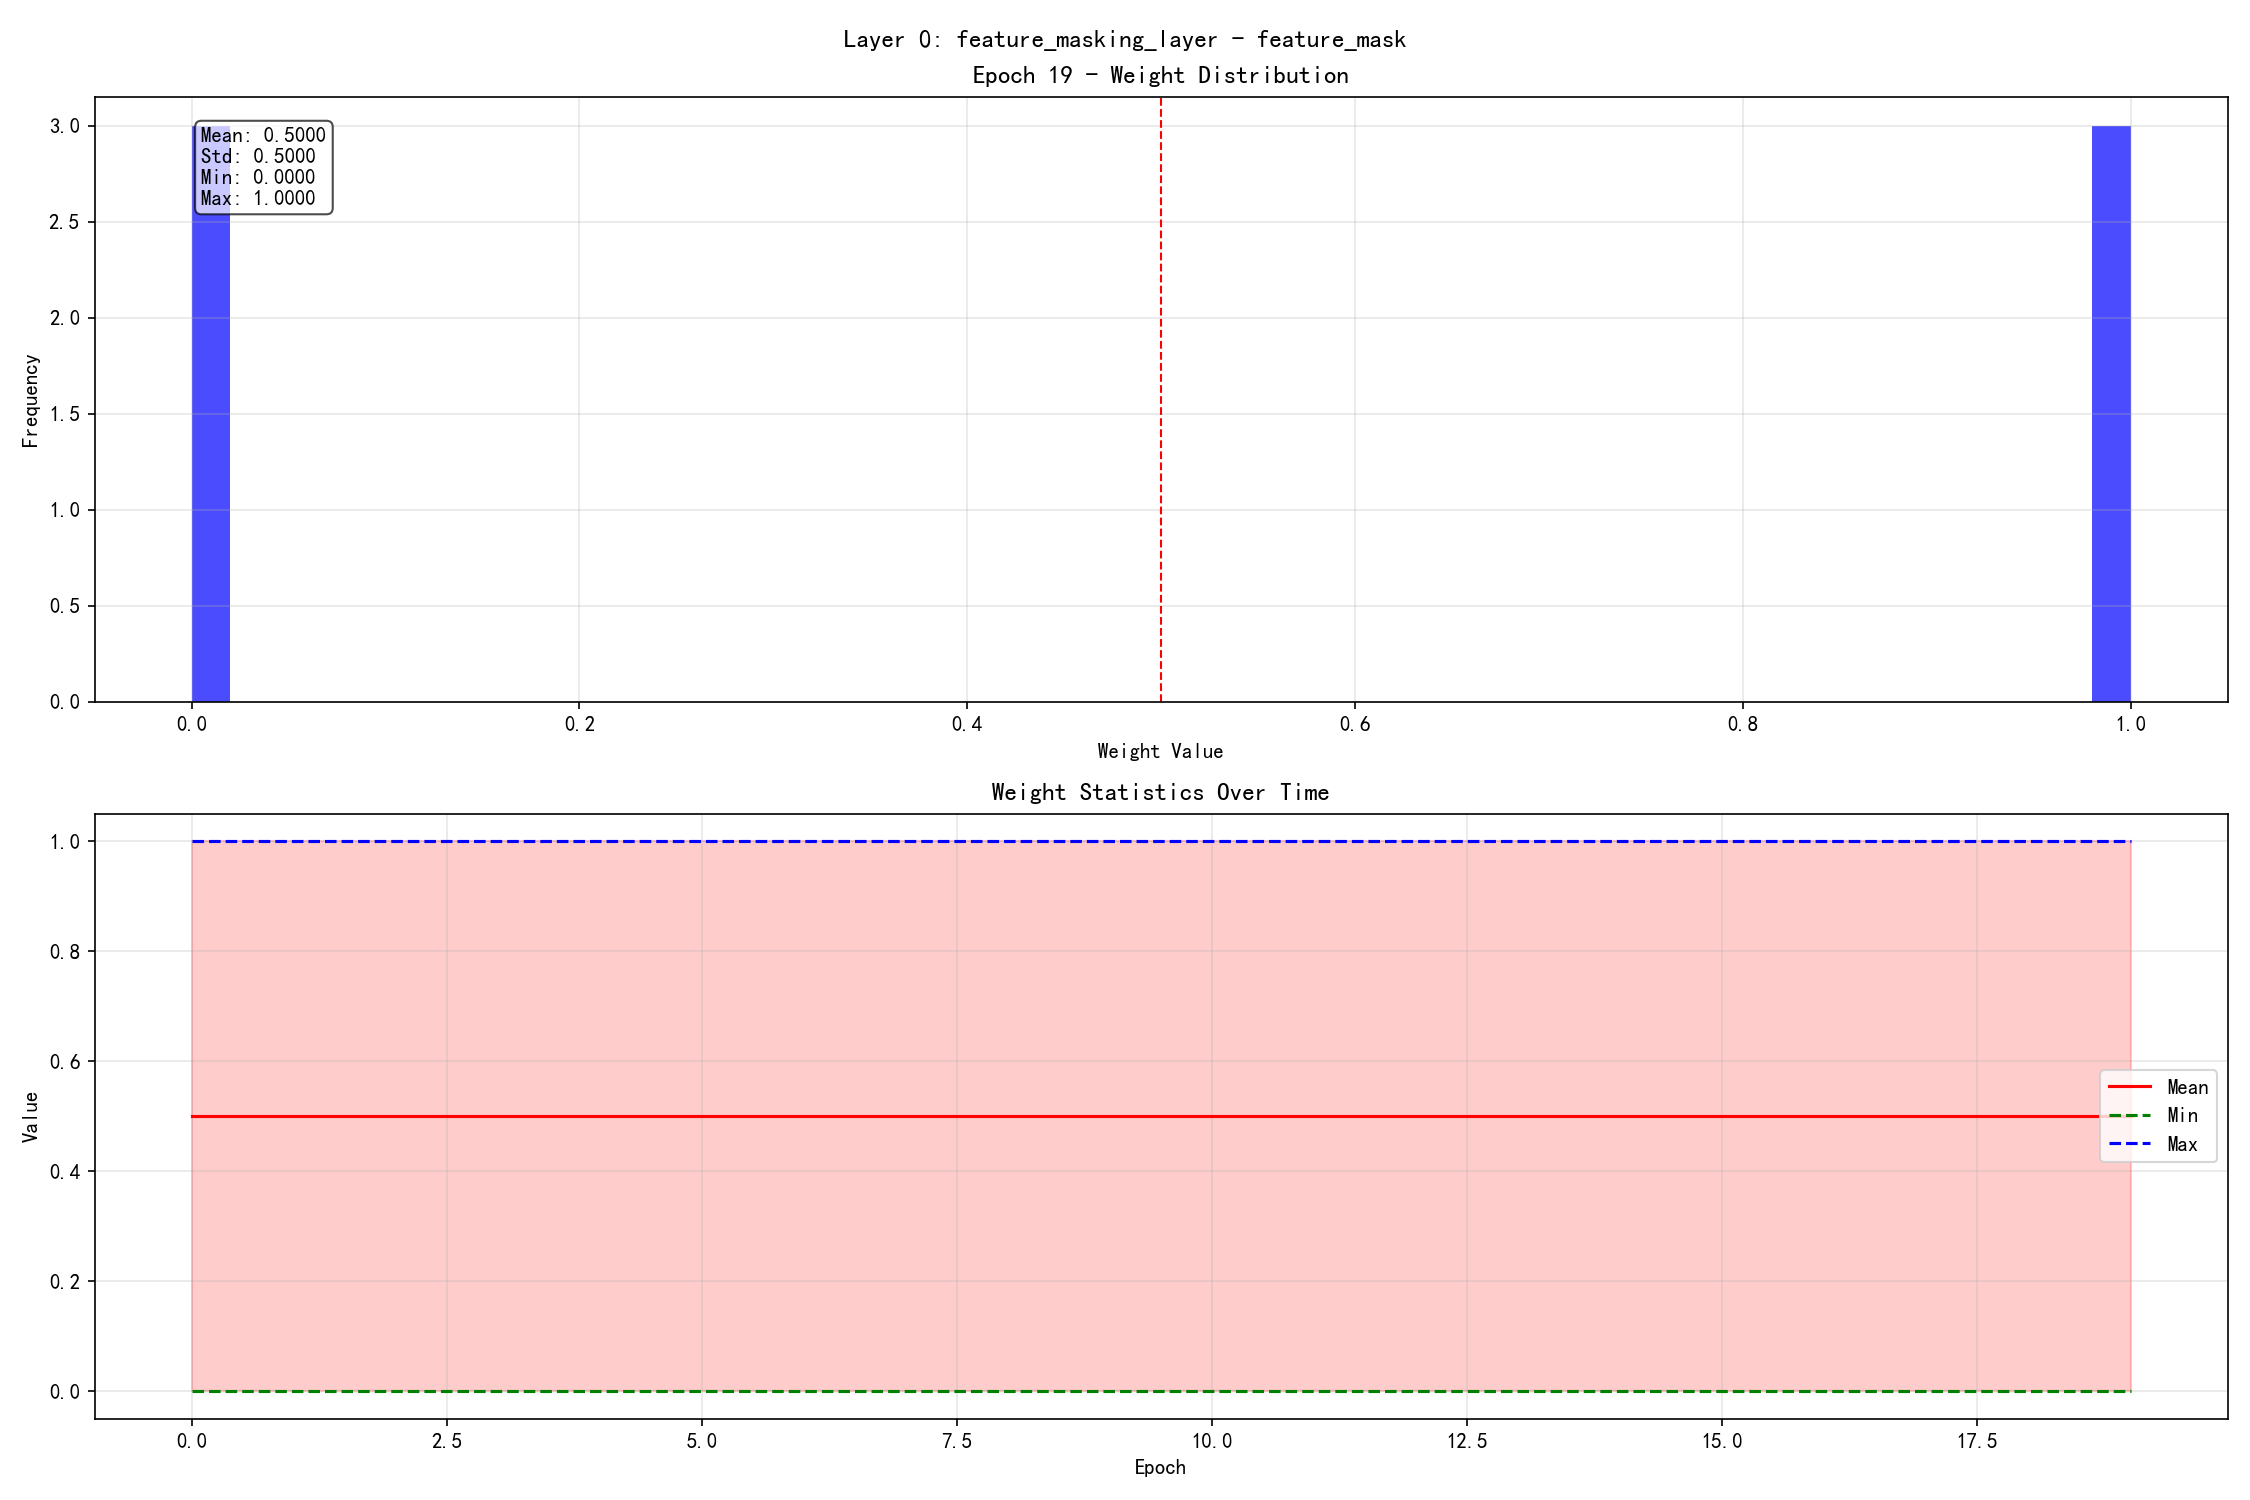 Layer 0: feature_masking_layer - feature_mask
Epoch 19 - Weight Distribution
Mean: 0.5000
Std: 0.5000
Min: 0.0000
Max: 1.0000
3.0
2.5
2.0
1.5
1.0
0.5
0.0
Frequency
0.0 0.2 0.4 0.6 0.8 1.0
Weight Value
Weight Statistics Over Time
1.0
0.8
0.6
0.4
0.2
0.0
Value
Mean
Min
Max
0.0 2.5 5.0 7.5 10.0 12.5 15.0 17.5
Epoch